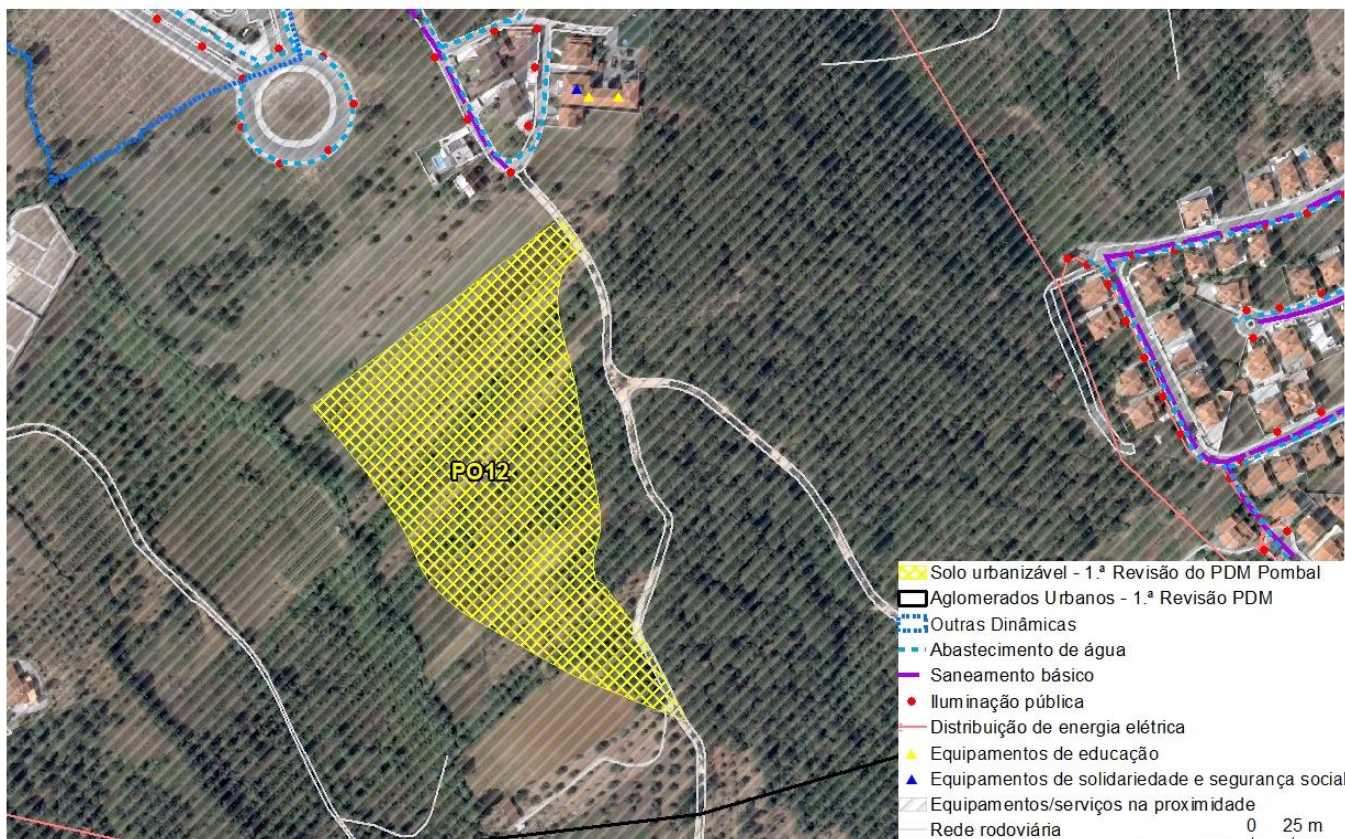 PO12
Solo urbanizável - 1.ª Revisão do PDM Pombal
Aglomerados Urbanos - 1.ª Revisão PDM
Outras Dinâmicas
Abastecimento de água
Saneamento básico
Iluminação pública
Distribuição de energia elétrica
Equipamentos de educação
Equipamentos de solidariedade e segurança social
Equipamentos/serviços na proximidade
Rede rodoviária
0 25 m